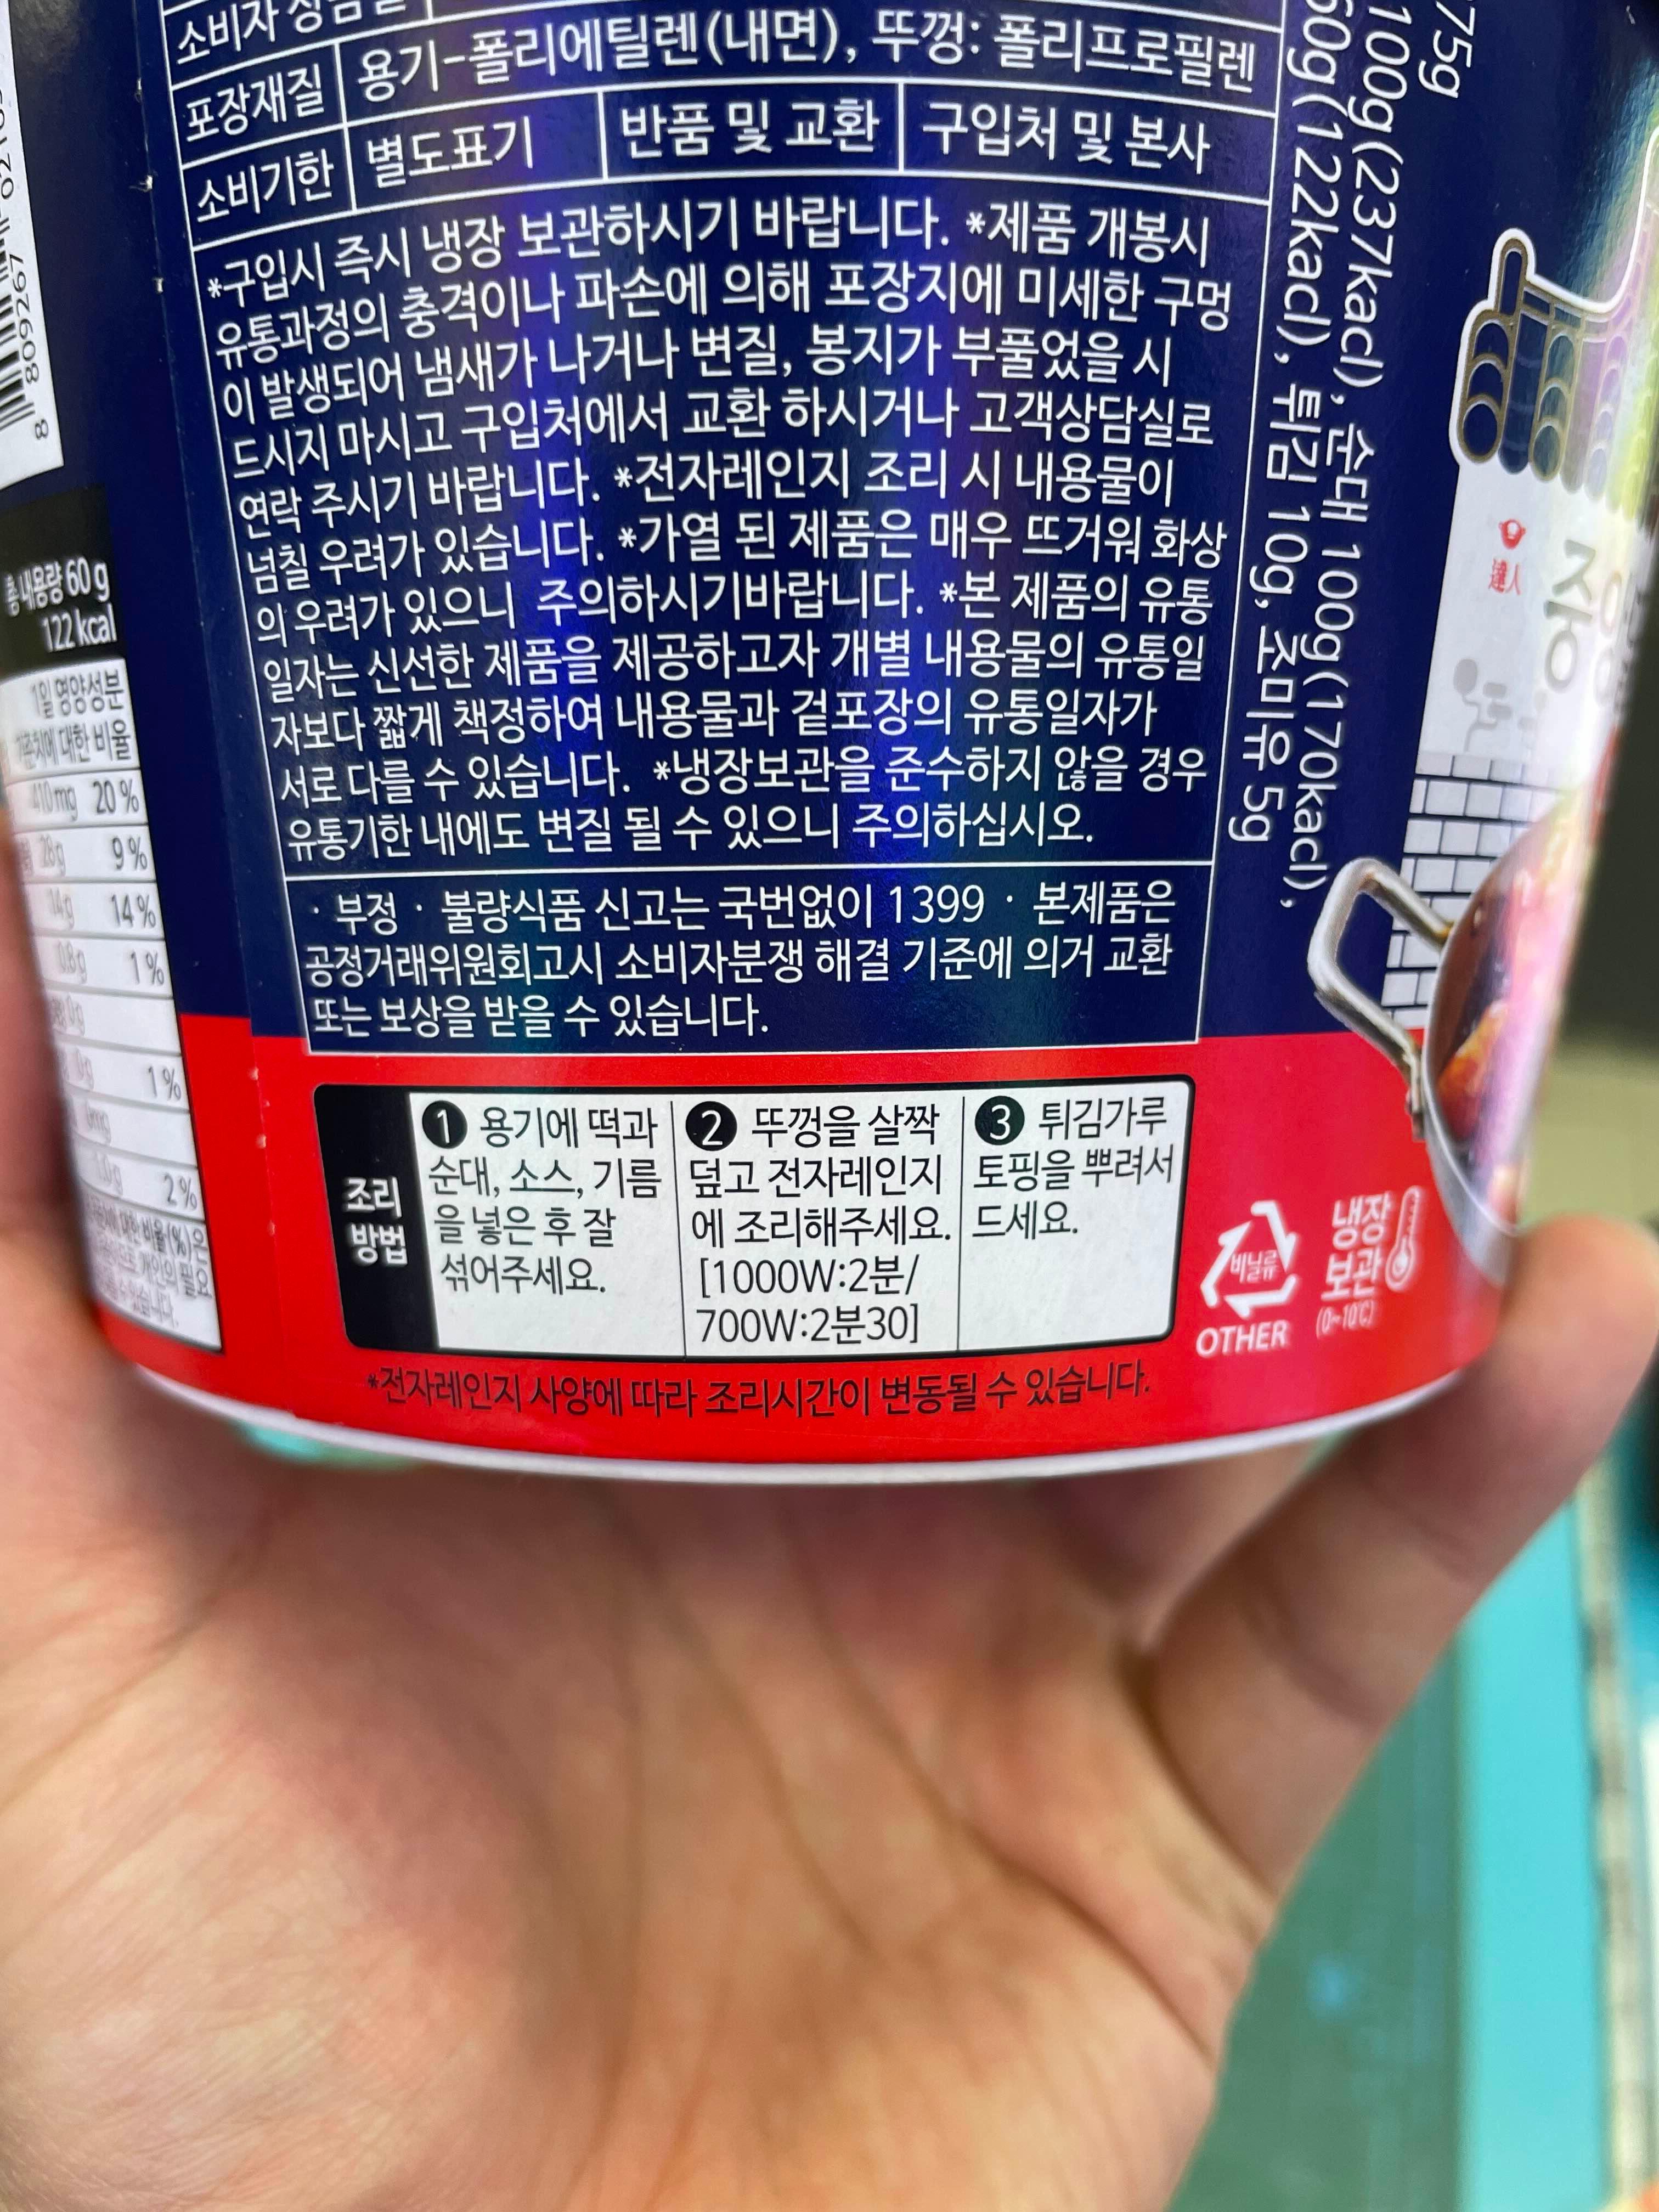 소비자 상담실
포장재질 용기-폴리에틸렌(내면), 뚜껑: 폴리프로필렌
소비기한 별도표기 반품 및 교환 구입처 및 본사
*구입시 즉시 냉장 보관하시기 바랍니다. *제품 개봉시
유통과정의 충격이나 파손에 의해 포장지에 미세한 구멍
이 발생되어 냄새가 나거나 변질, 봉지가 부풀었을 시
드시지 마시고 구입처에서 교환 하시거나 고객상담실로
연락 주시기 바랍니다. *전자레인지 조리 시 내용물이
넘칠 우려가 있습니다. *가열 된 제품은 매우 뜨거워 화상
의 우려가 있으니 주의하시기바랍니다. *본 제품의 유통
일자는 신선한 제품을 제공하고자 개별 내용물의 유통일
자보다 짧게 책정하여 내용물과 겉포장의 유통일자가
서로 다를 수 있습니다. *냉장보관을 준수하지 않을 경우
유통기한 내에도 변질 될 수 있으니 주의하십시오.
· 부정 · 불량식품 신고는 국번없이 1399 · 본제품은
공정거래위원회고시 소비자분쟁 해결 기준에 의거 교환
또는 보상을 받을 수 있습니다.
조리
방법
1 용기에 떡과
순대, 소스, 기름
을 넣은 후 잘
섞어주세요.
2 뚜껑을 살짝
덮고 전자레인지
에 조리해주세요.
[1000W:2분/
700W:2분30]
3 튀김가루
토핑을 뿌려서
드세요.
*전자레인지 사양에 따라 조리시간이 변동될 수 있습니다.
비닐류
OTHER
냉장
보관
(0~10℃)
75g
100g(237kacl), 순대 100g(170kacl),
60g(122kacl), 튀김 10g, 조미유 5g
達人
중앙
8 809267
총 내용량 60 g
122 kcal
1일 영양성분
기준치에 대한 비율
410 mg 20 %
28g 9 %
14g 14 %
0.8g 1 %
0g
0g 1 %
0mg
2 %